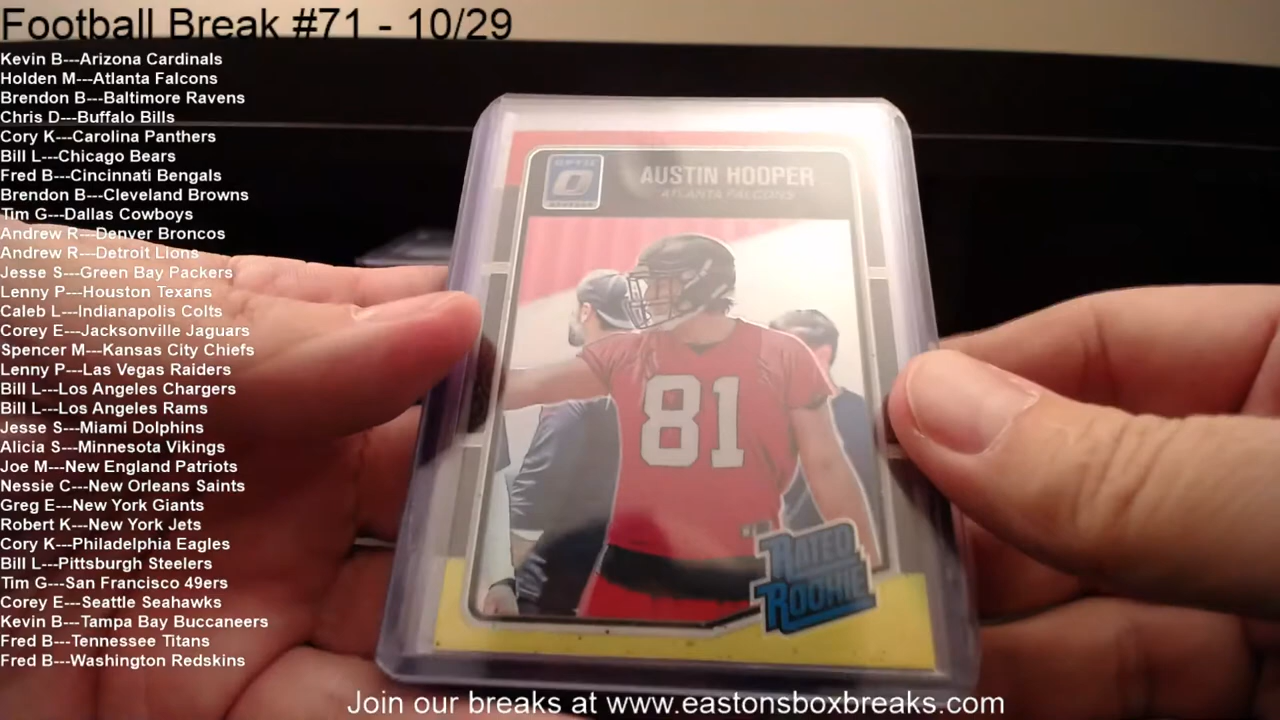 Football Break #71 - 10/29
Kevin B---Arizona Cardinals
Holden M---Atlanta Falcons
Brendon B---Baltimore Ravens
Chris D---Buffalo Bills
Cory K---Carolina Panthers
Bill L---Chicago Bears
Fred B---Cincinnati Bengals
Brendon B---Cleveland Browns
Tim G---Dallas Cowboys
Andrew R---Denver Broncos
Andrew R---Detroit Lions
Jesse S---Green Bay Packers
Lenny P---Houston Texans
Caleb L---Indianapolis Colts
Corey E---Jacksonville Jaguars
Spencer M---Kansas City Chiefs
Lenny P---Las Vegas Raiders
Bill L---Los Angeles Chargers
Bill L---Los Angeles Rams
Jesse S---Miami Dolphins
Alicia S---Minnesota Vikings
Joe M---New England Patriots
Nessie C---New Orleans Saints
Greg E---New York Giants
Robert K---New York Jets
Cory K---Philadelphia Eagles
Bill L---Pittsburgh Steelers
Tim G---San Francisco 49ers
Corey E---Seattle Seahawks
Kevin B---Tampa Bay Buccaneers
Fred B---Tennessee Titans
Fred B---Washington Redskins
AUSTIN HOOPER
ATLANTA FALCONS
81
RATED
ROOKIE
Join our breaks at www.eastonsboxbreaks.com